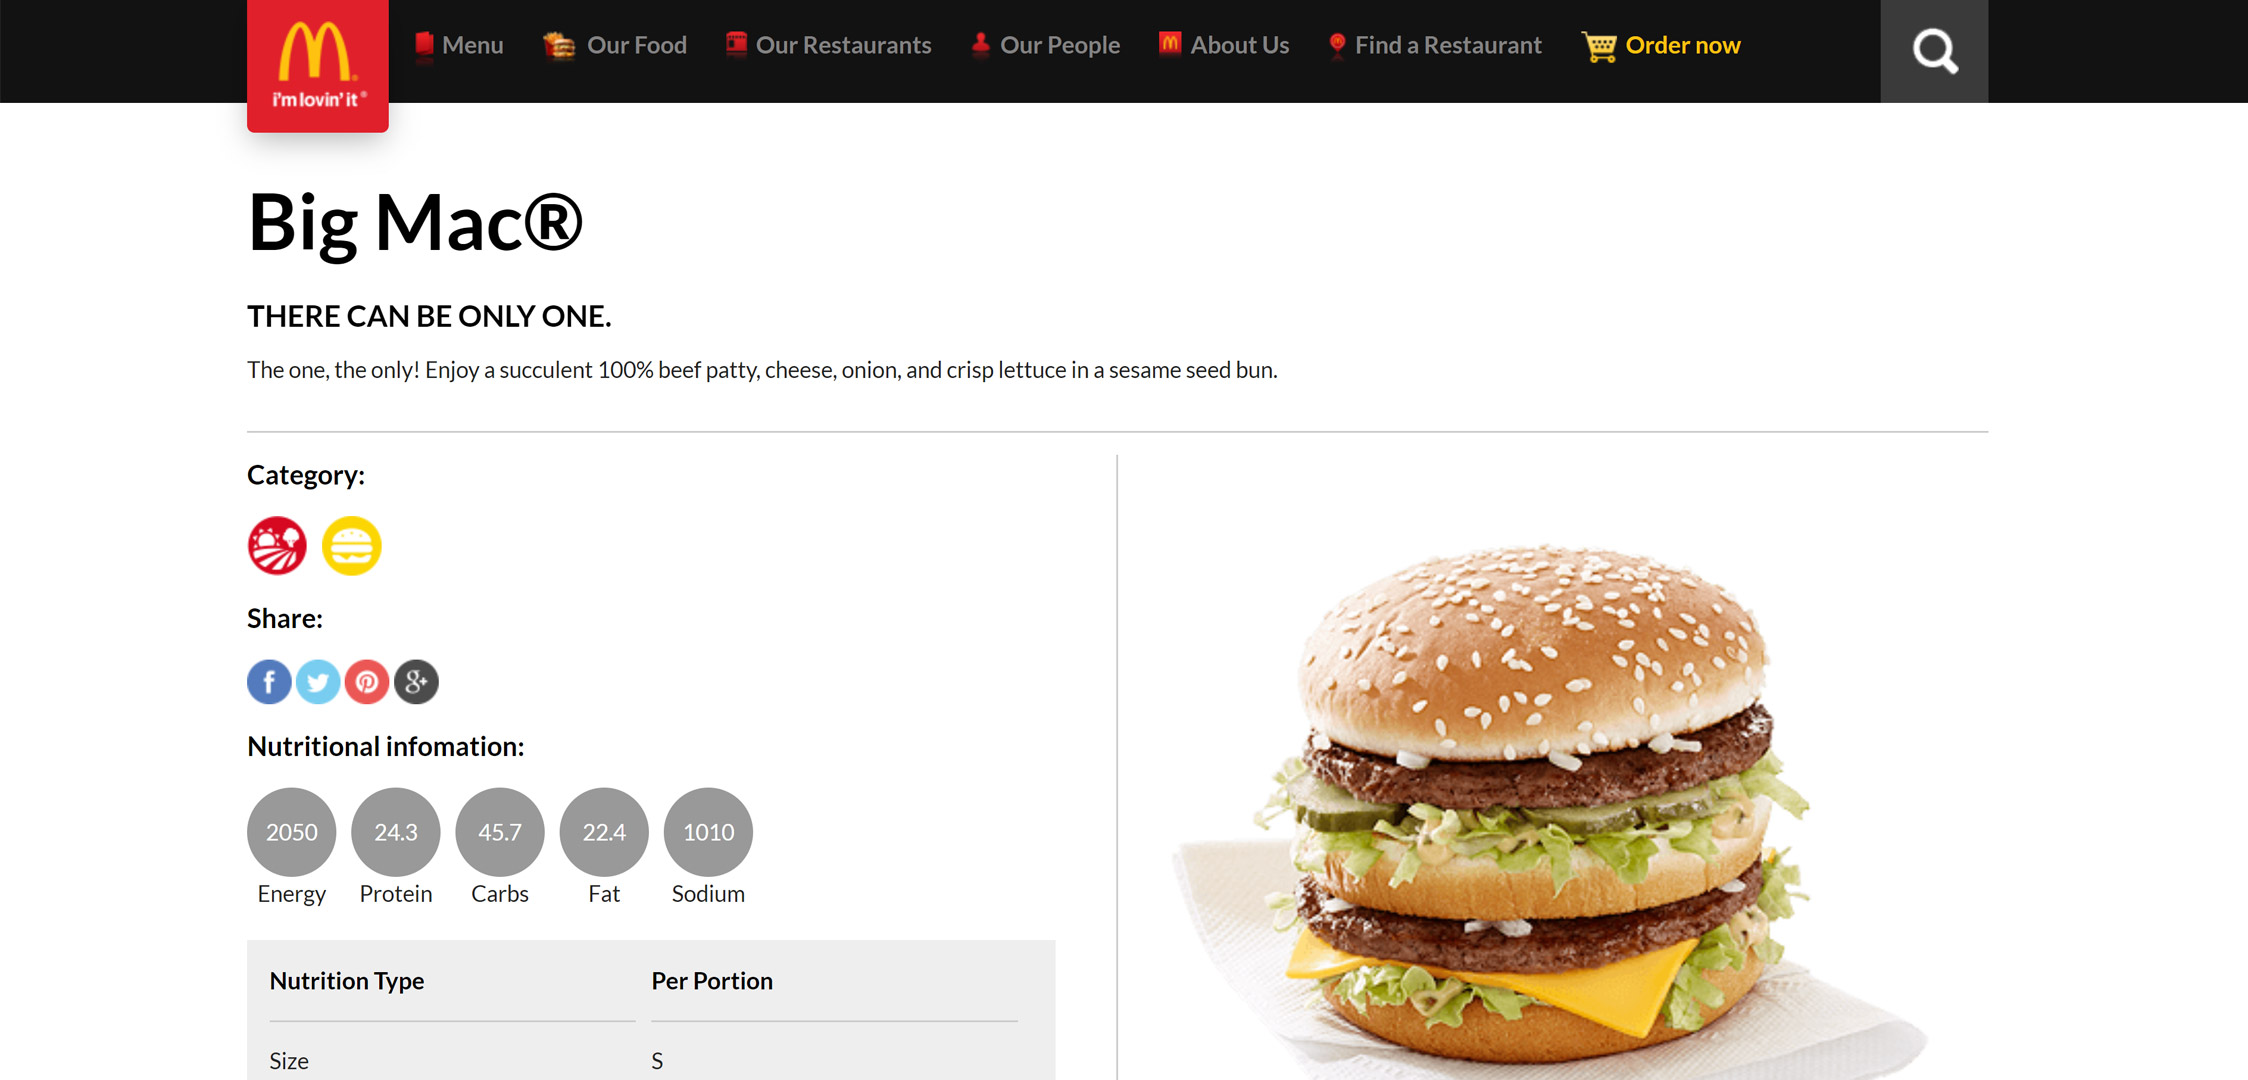 i'm lovin' it®
Menu
Our Food
Our Restaurants
Our People
About Us
Find a Restaurant
Order now
Big Mac®
THERE CAN BE ONLY ONE.
The one, the only! Enjoy a succulent 100% beef patty, cheese, onion, and crisp lettuce in a sesame seed bun.
Category:
Share:
Nutritional infomation:
2050 24.3 45.7 22.4 1010
Energy Protein Carbs Fat Sodium
Nutrition Type Per Portion
Size S